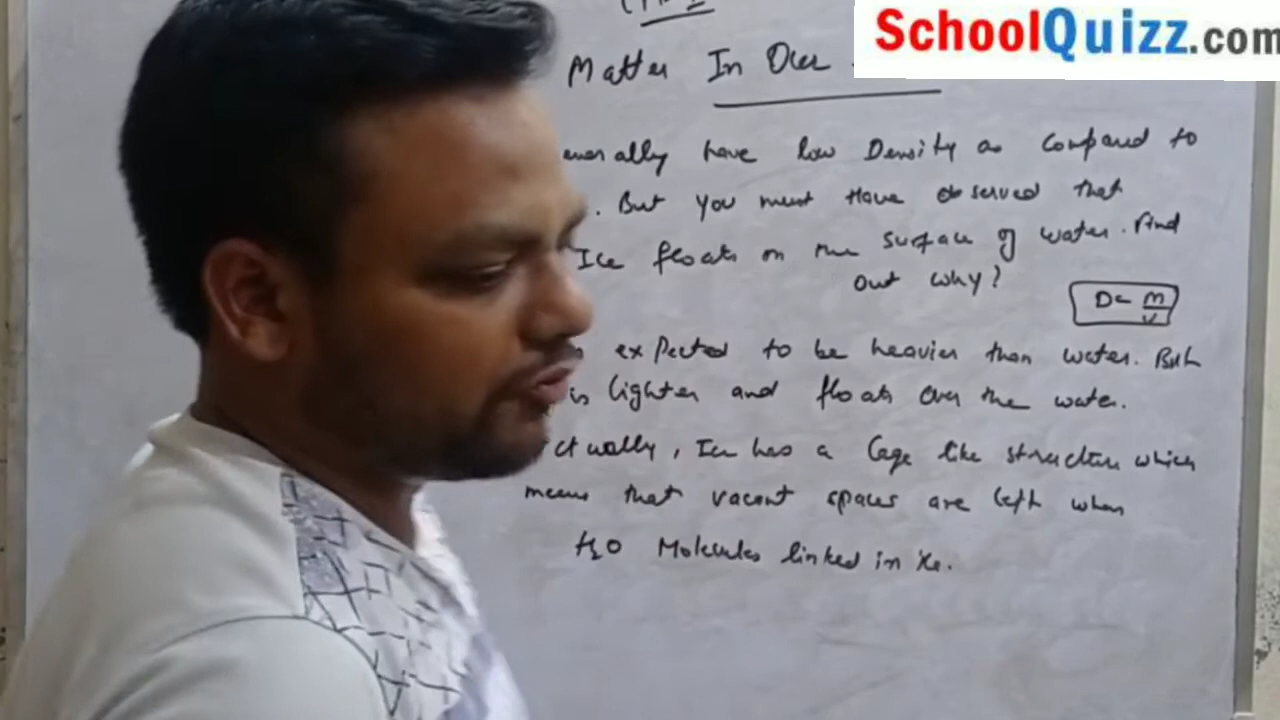 SchoolQuizz.com
Matter In Our
ally have low Density as compared to
. But you must Have observed that
Ice floats on the surface of water. Find
out why?
D= M/V
expected to be heavier than water. But
is lighter and floats over the water.
ctually, Ice has a Cage like structure which
means that vacant spaces are left when
H2O Molecules linked in Ice.